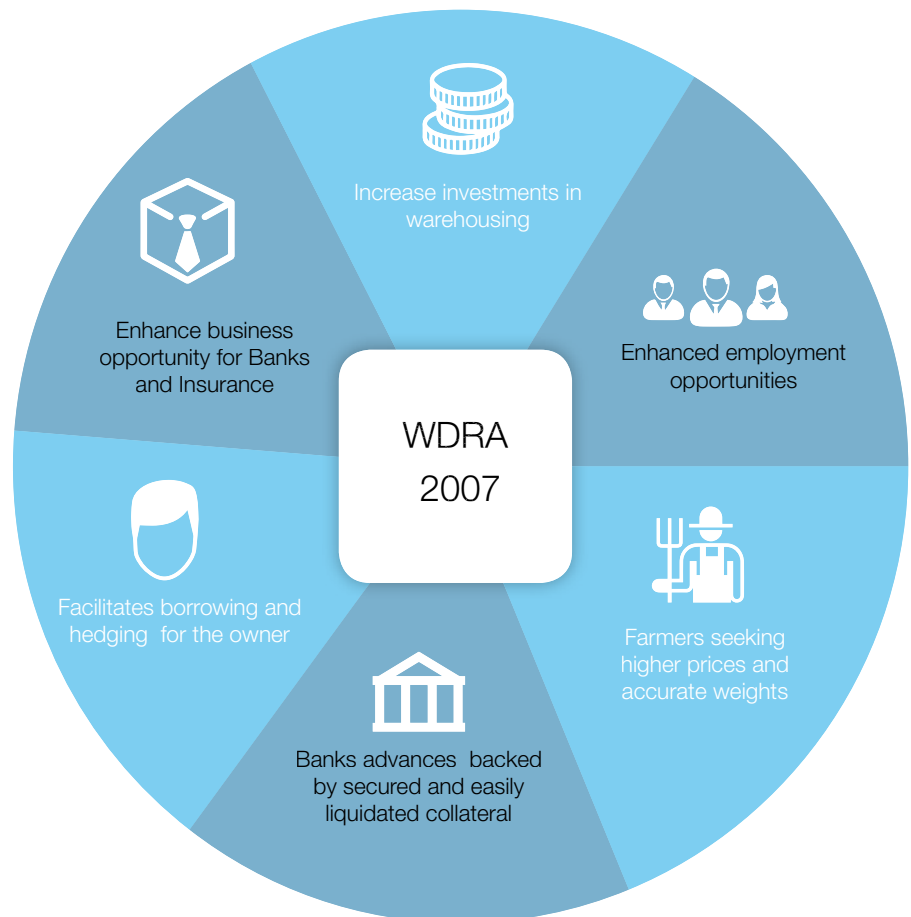 Increase investments in
warehousing
Enhanced employment
opportunities
Farmers seeking
higher prices and
accurate weights
Banks advances  backed
by secured and easily
liquidated collateral
Facilitates borrowing and
hedging  for the owner
Enhance business
opportunity for Banks
and Insurance
WDRA
2007